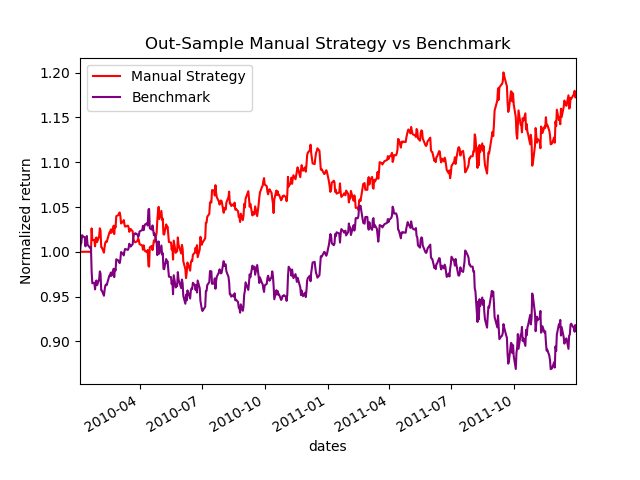 Out-Sample Manual Strategy vs Benchmark
Manual Strategy
Benchmark
Normalized return
1.20
1.15
1.10
1.05
1.00
0.95
0.90
2010-04
2010-07
2010-10
2011-01
2011-04
2011-07
2011-10
dates